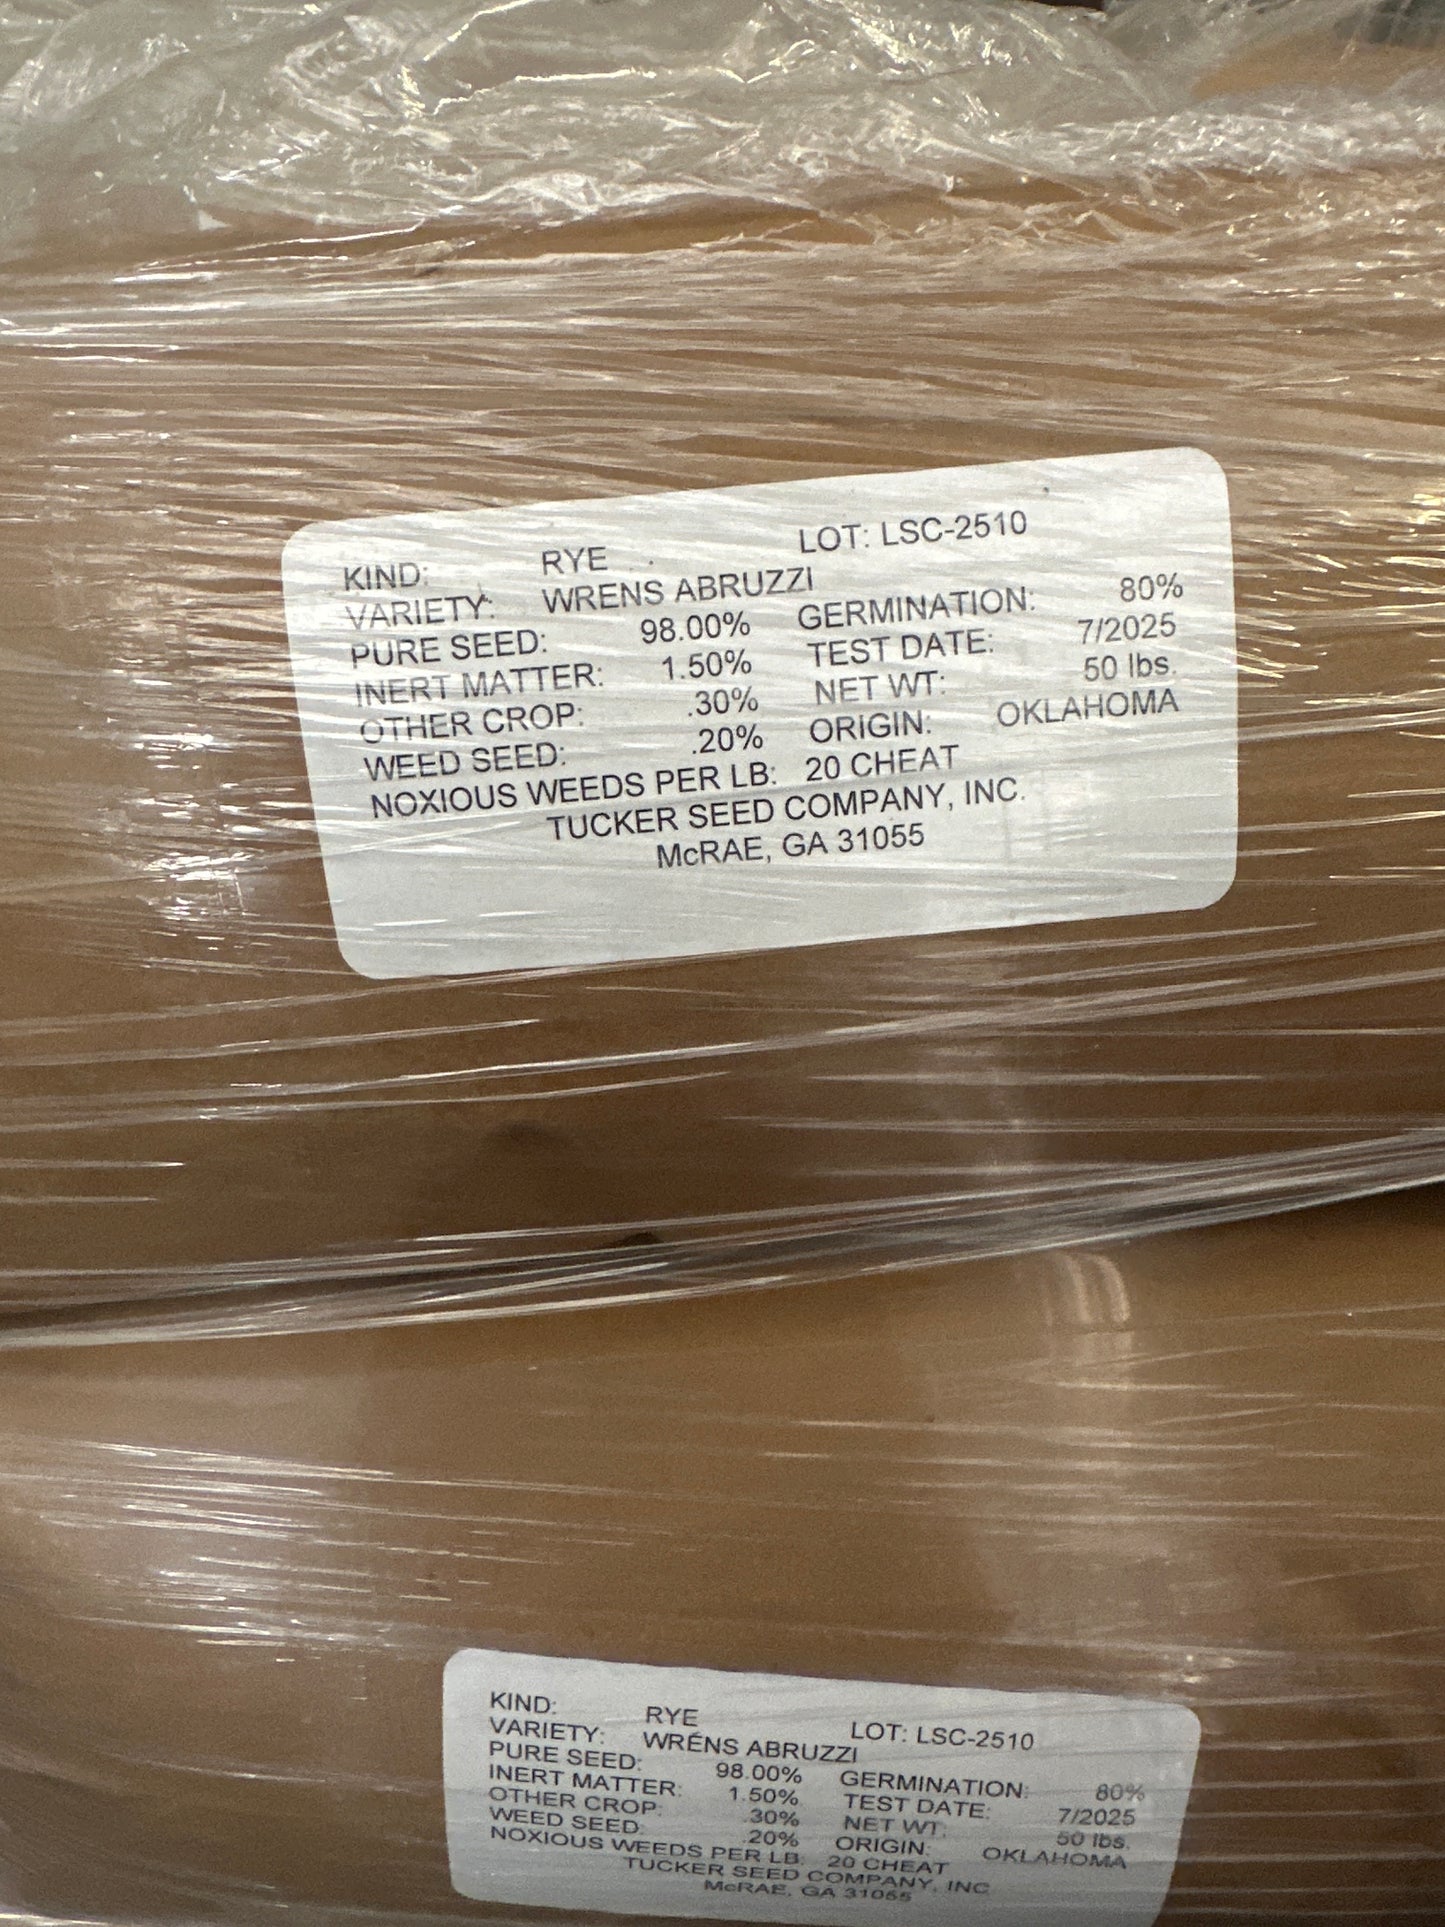 KIND: RYE LOT: LSC-2510
VARIETY: WRENS ABRUZZI
PURE SEED: 98.00% GERMINATION: 80%
INERT MATTER: 1.50% TEST DATE: 7/2025
OTHER CROP: .30% NET WT: 50 lbs.
WEED SEED: .20% ORIGIN: OKLAHOMA
NOXIOUS WEEDS PER LB: 20 CHEAT
TUCKER SEED COMPANY, INC.
McRAE, GA 31055
KIND: RYE LOT: LSC-2510
VARIETY: WRENS ABRUZZI
PURE SEED: 98.00% GERMINATION: 80%
INERT MATTER: 1.50% TEST DATE: 7/2025
OTHER CROP: .30% NET WT: 50 lbs.
WEED SEED: .20% ORIGIN: OKLAHOMA
NOXIOUS WEEDS PER LB: 20 CHEAT
TUCKER SEED COMPANY, INC.
McRAE, GA 31055